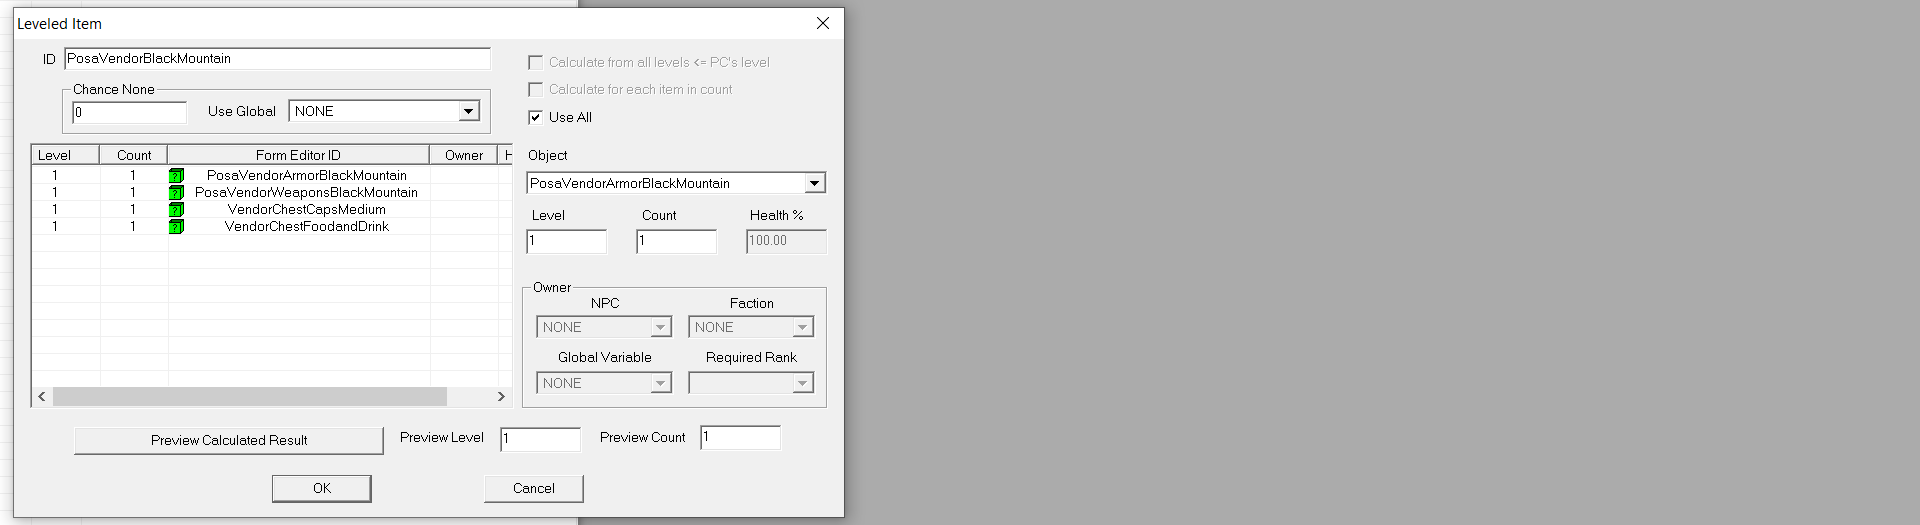 Leveled Item
ID PosaVendorBlackMountain
Calculate from all levels <= PC's level
Chance None
Calculate for each item in count
0 Use Global NONE
Use All
Level Count Form Editor ID Owner H
Object
1 1 PosaVendorArmorBlackMountain
1 1 PosaVendorWeaponsBlackMountain
1 1 VendorChestCapsMedium
1 1 VendorChestFoodandDrink
PosaVendorArmorBlackMountain
Level Count Health %
1 1 100.00
Owner
NPC Faction
NONE NONE
Global Variable Required Rank
NONE
Preview Calculated Result Preview Level 1 Preview Count 1
OK Cancel